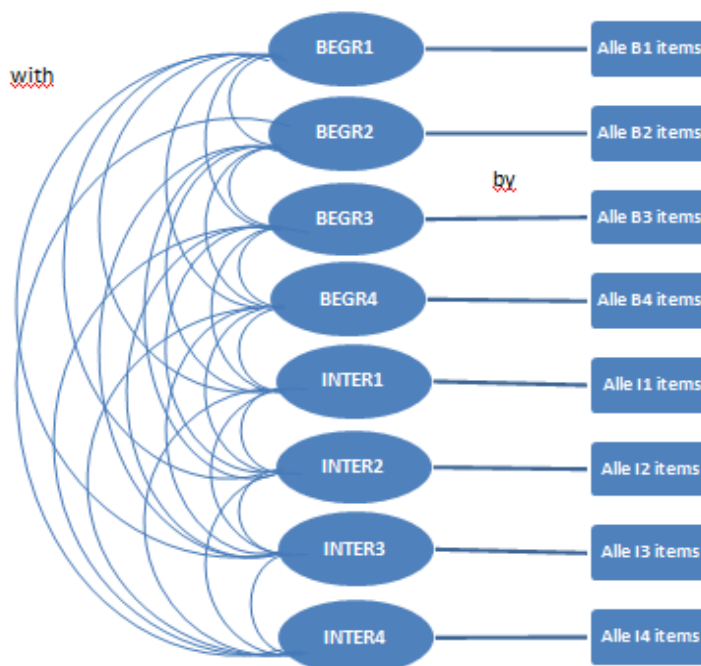 BEGR1 Alle B1 items
with
BEGR2 Alle B2 items
by
BEGR3 Alle B3 items
BEGR4 Alle B4 items
INTER1 Alle I1 items
INTER2 Alle I2 items
INTER3 Alle I3 items
INTER4 Alle I4 items